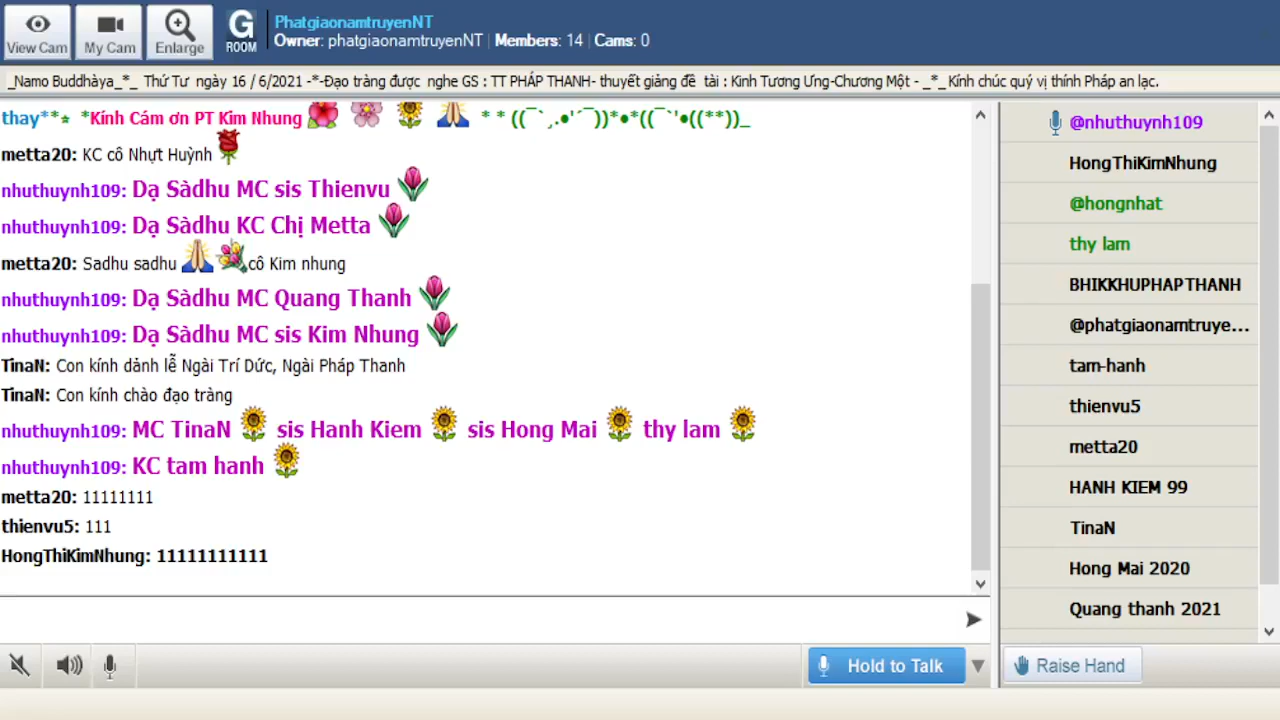 View Cam
My Cam
Enlarge
G
ROOM
PhatgiaonamtruyenNT
Owner: phatgiaonamtruyenNT | Members: 14 | Cams: 0
_Namo Buddhàya_*_ Thứ Tư ngày 16 / 6/2021 -*-Đạo tràng được nghe GS : TT PHÁP THANH- thuyết giảng đề tài : Kinh Tương Ưng-Chương Một - _*_ Kính chúc quý vị thính Pháp an lạc.
thay**⭑ *Kính Cám ơn PT Kim Nhung * * ((¯`¸.●'´¯))*●*((¯`'●((**))_
metta20: KC cô Nhựt Huỳnh
nhuthuynh109: Dạ Sàdhu MC sis Thienvu
nhuthuynh109: Dạ Sàdhu KC Chị Metta
metta20: Sadhu sadhu cô Kim nhung
nhuthuynh109: Dạ Sàdhu MC Quang Thanh
nhuthuynh109: Dạ Sàdhu MC sis Kim Nhung
TinaN: Con kính dảnh lễ Ngài Trí Dức, Ngài Pháp Thanh
TinaN: Con kính chào đạo tràng
nhuthuynh109: MC TinaN sis Hanh Kiem sis Hong Mai thy lam
nhuthuynh109: KC tam hanh
metta20: 11111111
thienvu5: 111
HongThiKimNhung: 11111111111
Hold to Talk
@nhuthuynh109
HongThiKimNhung
@hongnhat
thy lam
BHIKKHUPHAPTHANH
@phatgiaonamtruye...
tam-hanh
thienvu5
metta20
HANH KIEM 99
TinaN
Hong Mai 2020
Quang thanh 2021
Raise Hand